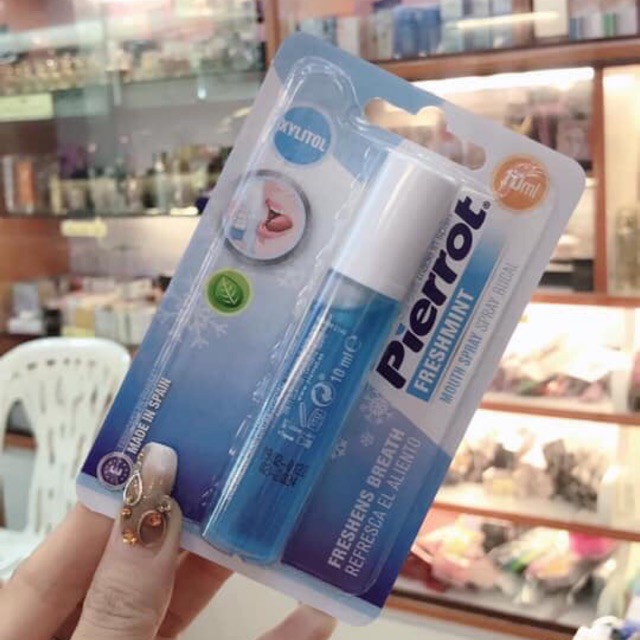 XYLITOL
10ml
Pierrot®
FRESHMINT
MOUTH SPRAY SPRAY BUCAL
10 ml e
MADE IN SPAIN
FRESHENS BREATH
REFRESCA EL ALIENTO